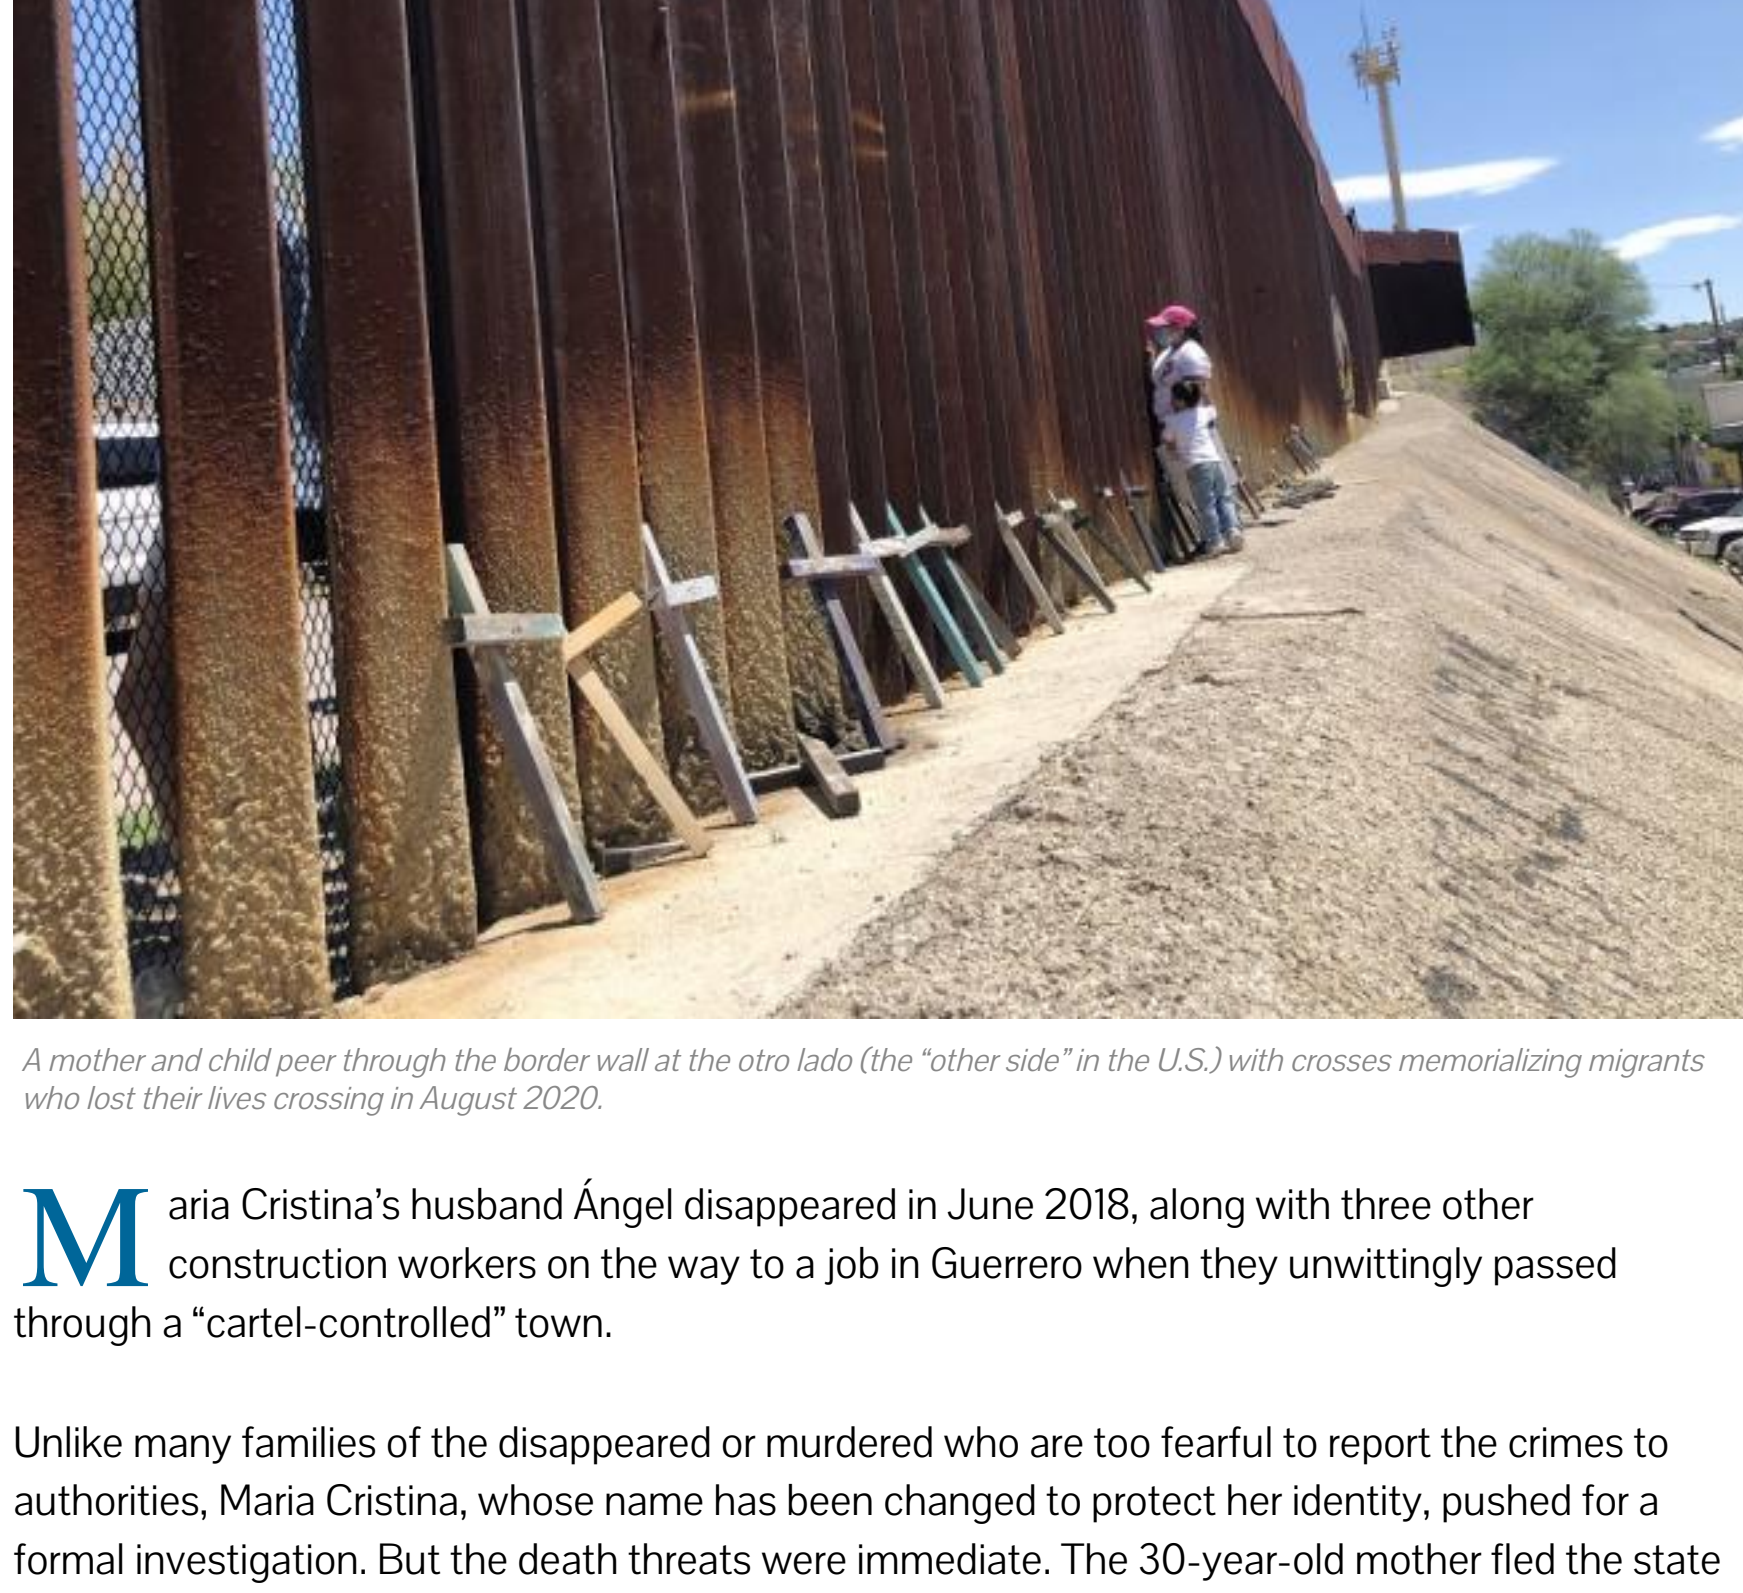 A mother and child peer through the border wall at the otro lado (the “other side” in the U.S.) with crosses memorializing migrants
who lost their lives crossing in August 2020.
Maria Cristina’s husband Ángel disappeared in June 2018, along with three other
construction workers on the way to a job in Guerrero when they unwittingly passed
through a “cartel-controlled” town.
Unlike many families of the disappeared or murdered who are too fearful to report the crimes to
authorities, Maria Cristina, whose name has been changed to protect her identity, pushed for a
formal investigation. But the death threats were immediate. The 30-year-old mother fled the state